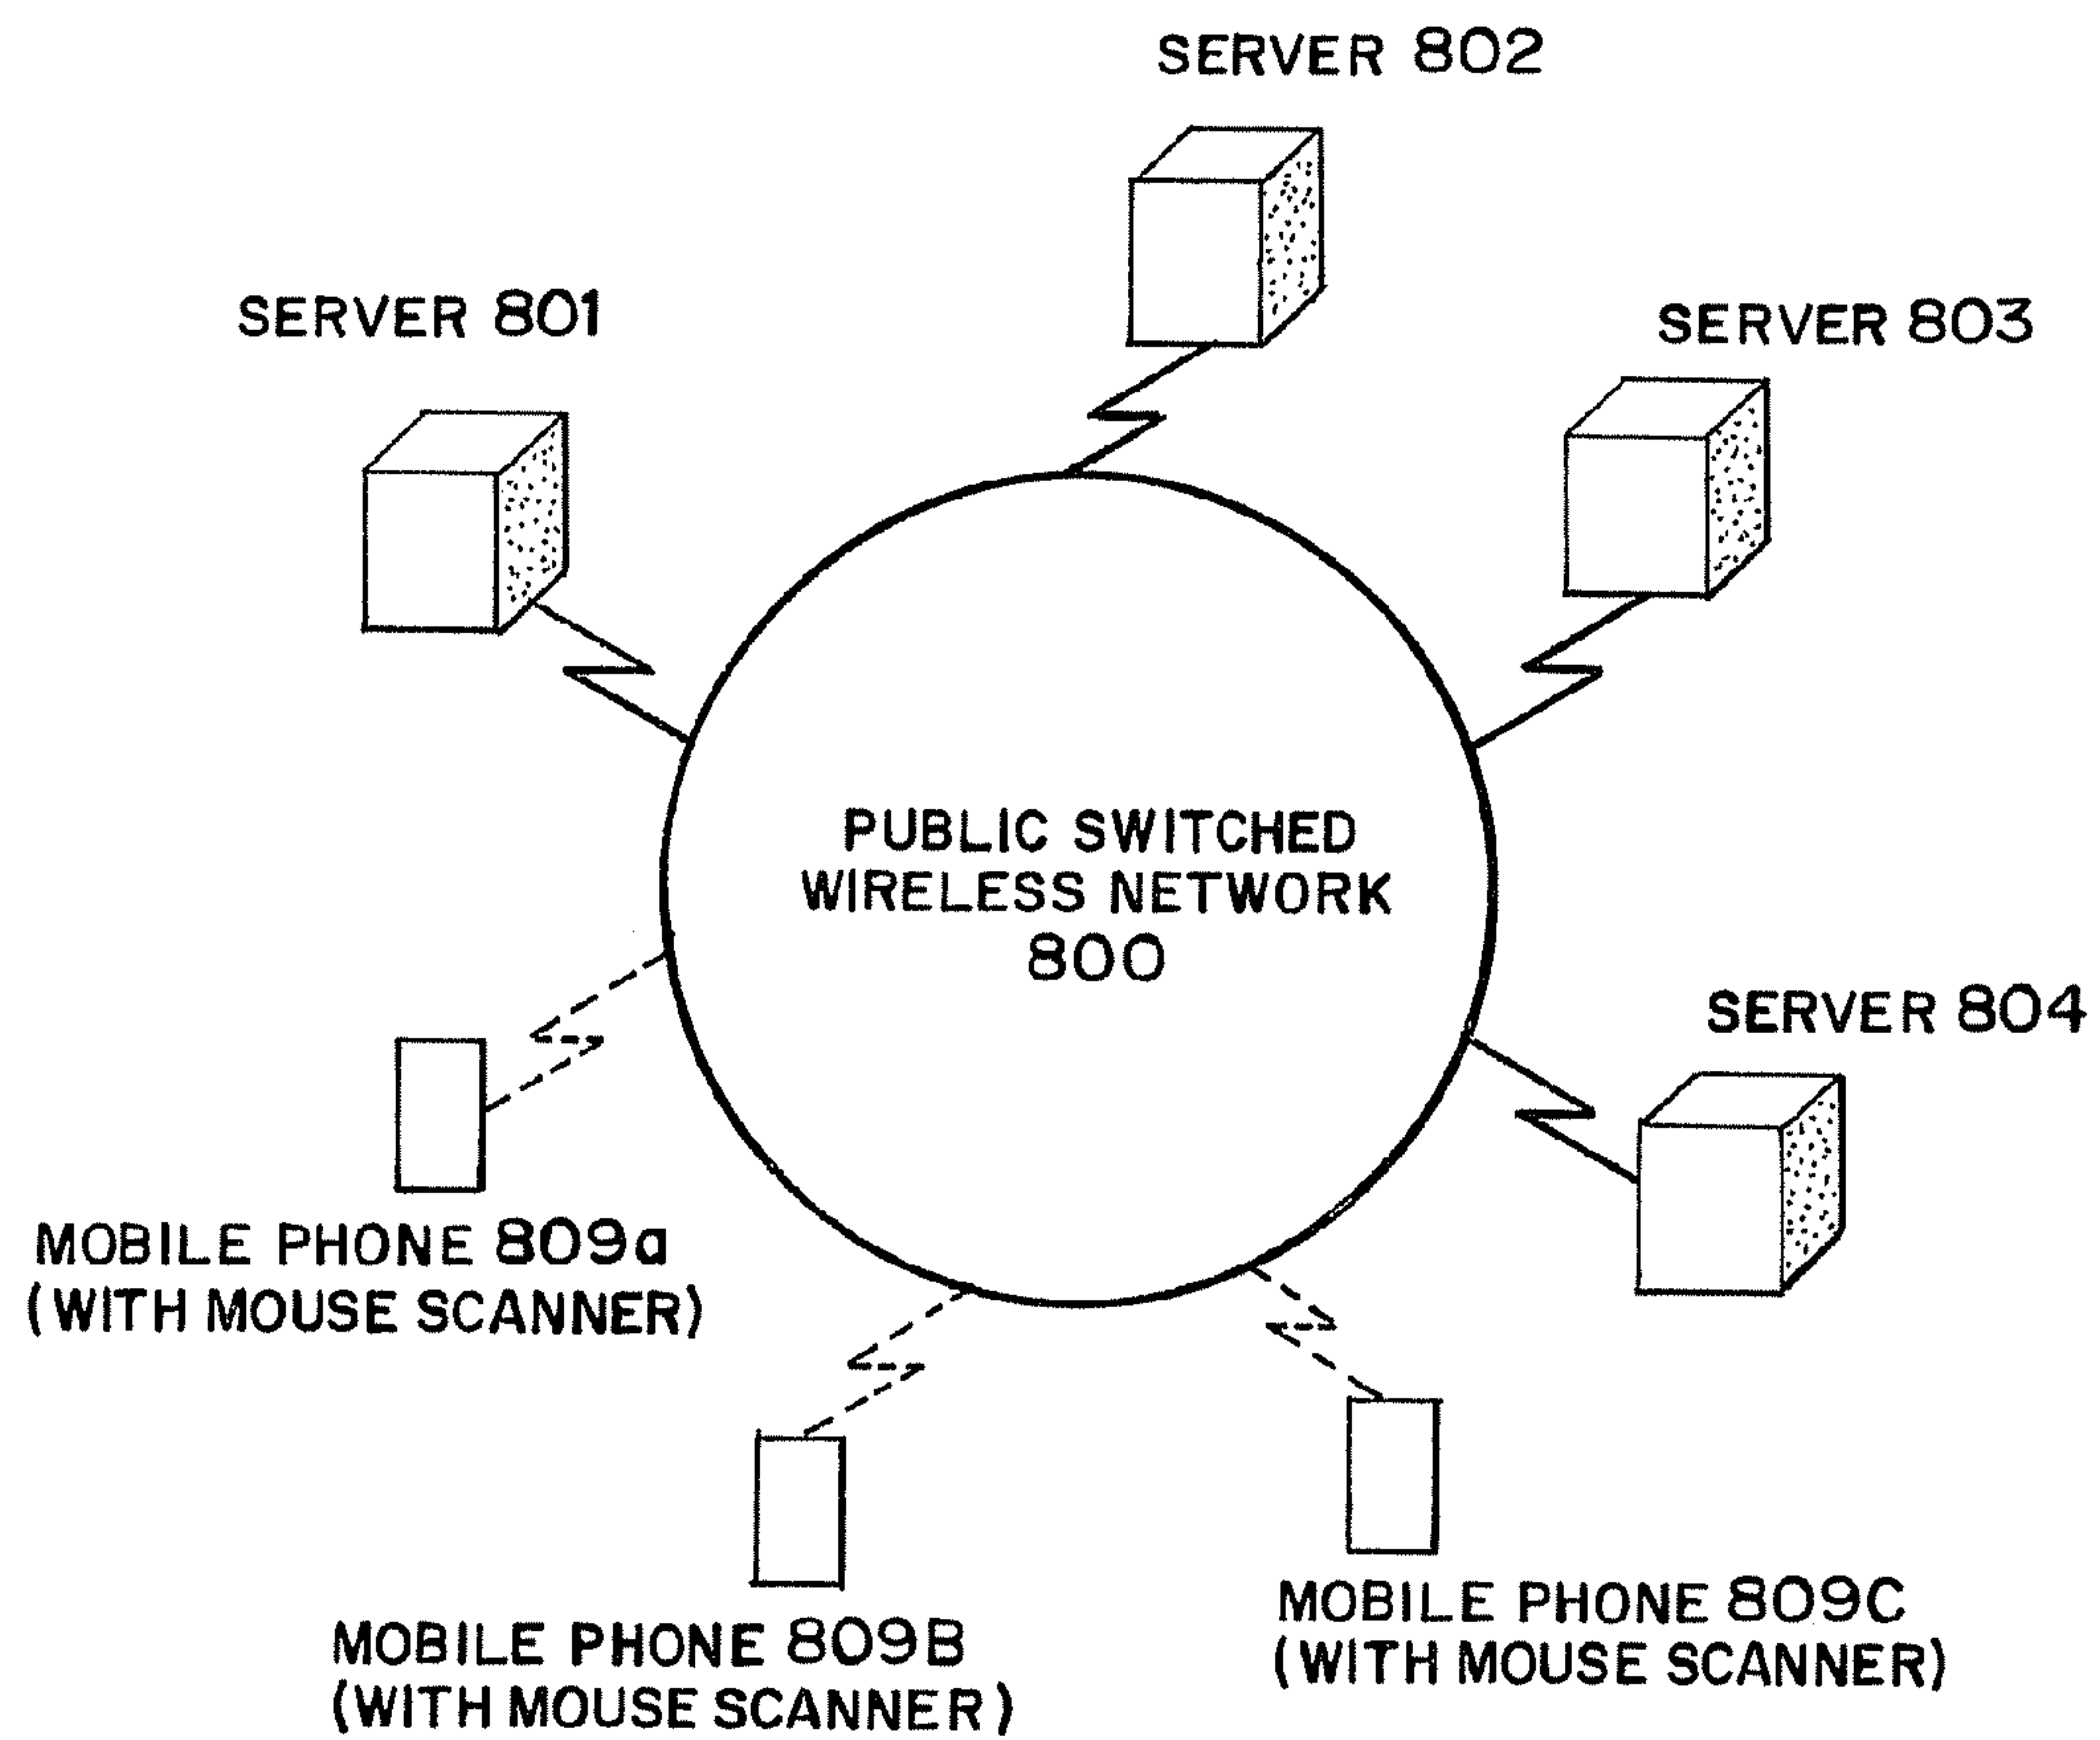 SERVER 802
SERVER 801
SERVER 803
PUBLIC SWITCHED
WIRELESS NETWORK
800
SERVER 804
MOBILE PHONE 809a
(WITH MOUSE SCANNER)
MOBILE PHONE 809B
(WITH MOUSE SCANNER)
MOBILE PHONE 809C
(WITH MOUSE SCANNER)